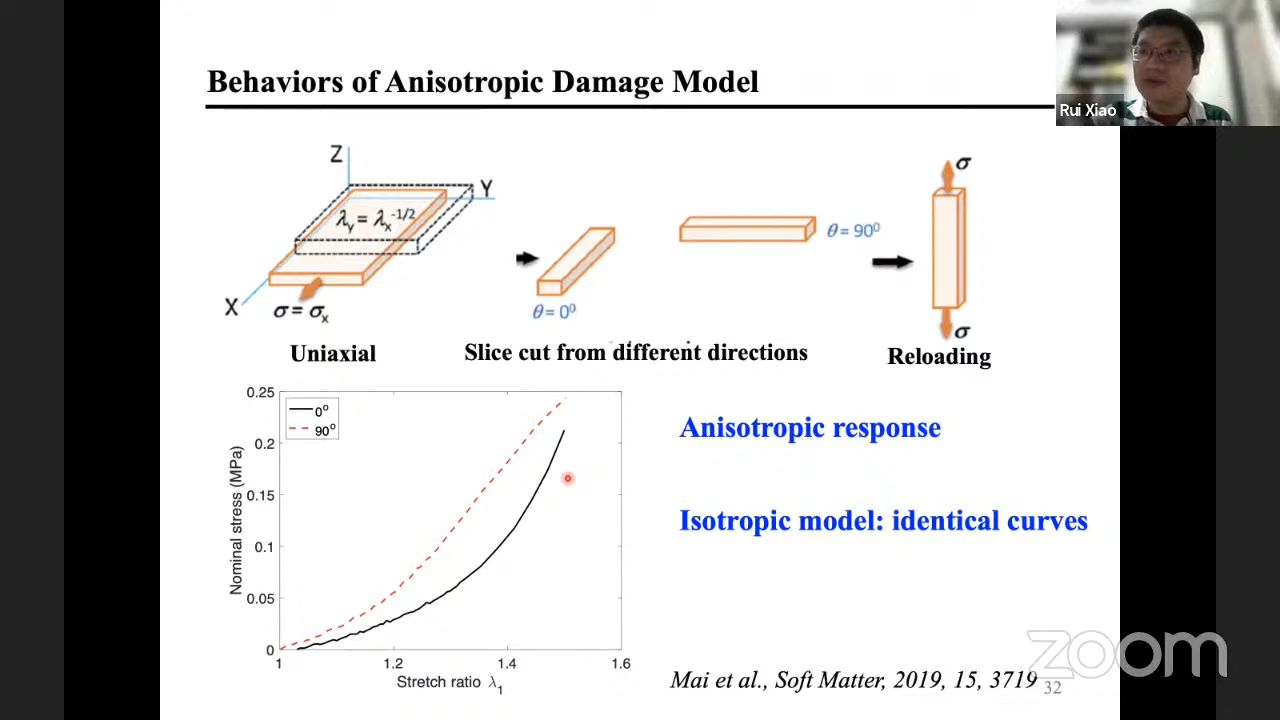 Behaviors of Anisotropic Damage Model
Rui Xiao
Z
Y
λy = λx^-1/2
X
σ = σx
θ = 0⁰
θ = 90⁰
σ
σ
Uniaxial
Slice cut from different directions
Reloading
0.25
0.2
0.15
0.1
0.05
0
Nominal stress (MPa)
0°
90°
1
1.2
1.4
1.6
Stretch ratio λ1
Anisotropic response
Isotropic model: identical curves
Mai et al., Soft Matter, 2019, 15, 3719
32
zoom